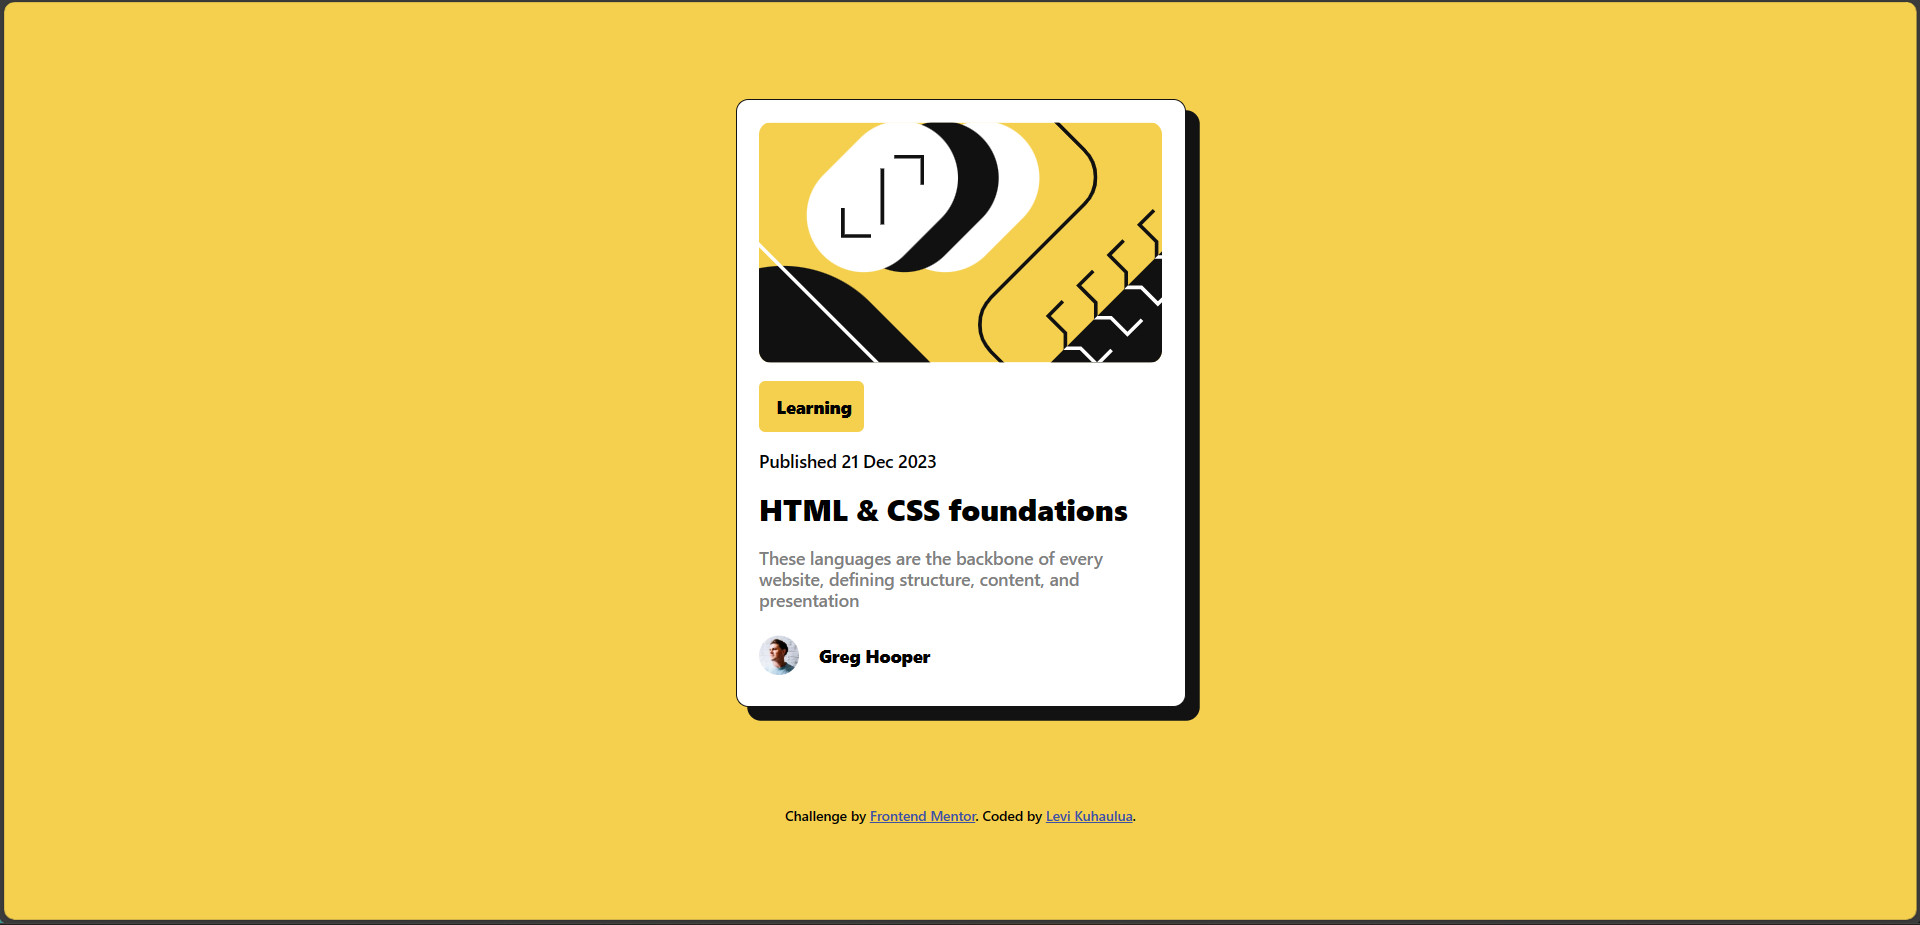 Learning
Published 21 Dec 2023
HTML & CSS foundations
These languages are the backbone of every
website, defining structure, content, and
presentation
Greg Hooper
Challenge by Frontend Mentor. Coded by Levi Kuhaulua.